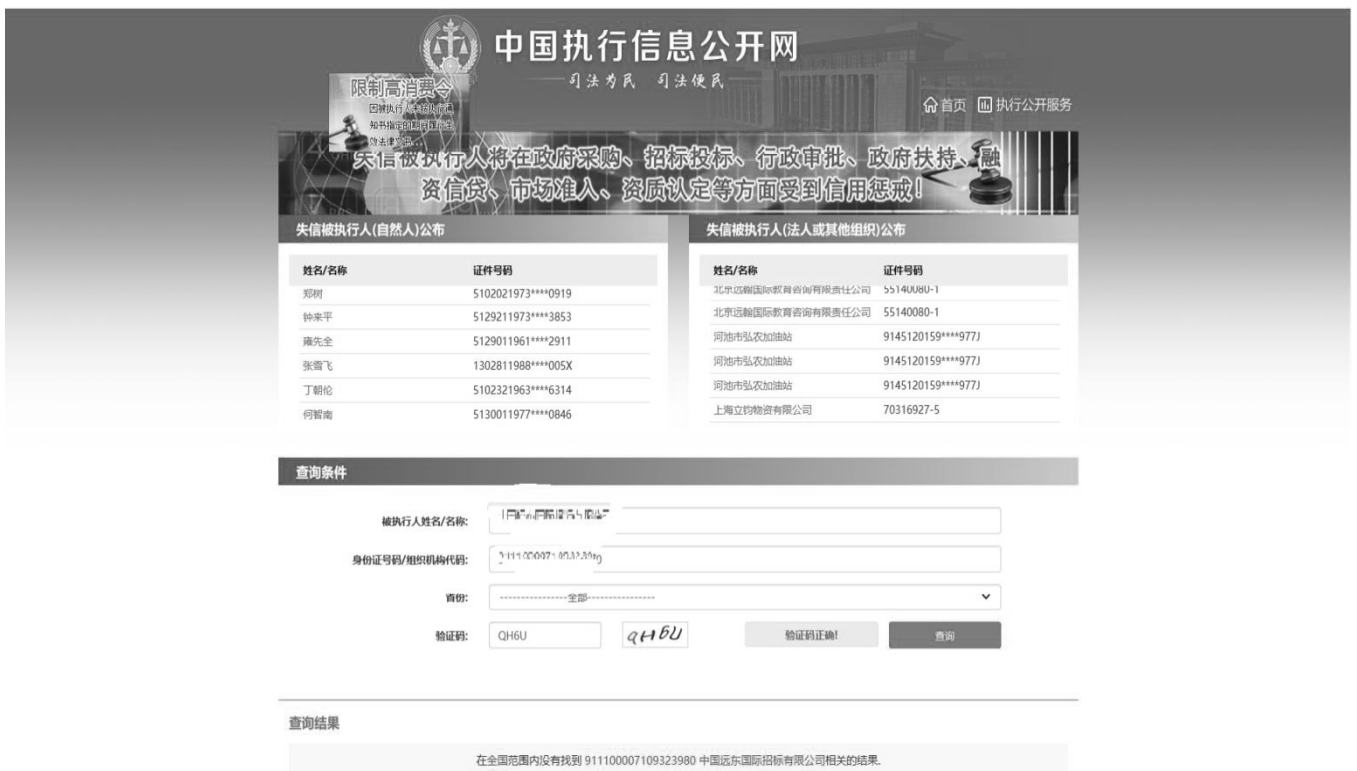 中国执行信息公开网
司法为民 司法便民
限制高消费令
首页 执行公开服务
失信被执行人将在政府采购、招标投标、行政审批、政府扶持、融
资信贷、市场准入、资质认定等方面受到信用惩戒!
失信被执行人(自然人)公布
姓名/名称 证件号码
郑树 5102021973****0919
钟来平 5129211973****3853
雍先全 5129011961****2911
张雪飞 1302811988****005X
丁朝伦 5102321963****6314
何智南 5130011977****0846
失信被执行人(法人或其他组织)公布
姓名/名称 证件号码
北京远翰国际教育咨询有限责任公司 55140080-1
北京远翰国际教育咨询有限责任公司 55140080-1
河池市弘农加油站 9145120159****977J
河池市弘农加油站 9145120159****977J
河池市弘农加油站 9145120159****977J
上海立钧物资有限公司 70316927-5
查询条件
被执行人姓名/名称:
身份证号码/组织机构代码:
省份: ----------------全部----------------
验证码: QH6U QH6U 验证码正确! 查询
查询结果
在全国范围内没有找到 911100007109323980 中国远东国际招标有限公司相关的结果.